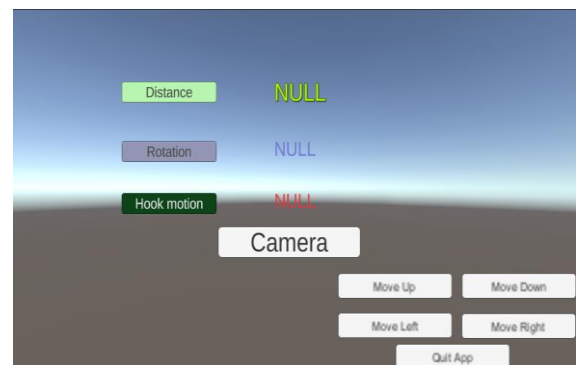 Distance NULL
Rotation NULL
Hook motion NULL
Camera
Move Up Move Down
Move Left Move Right
Quit App